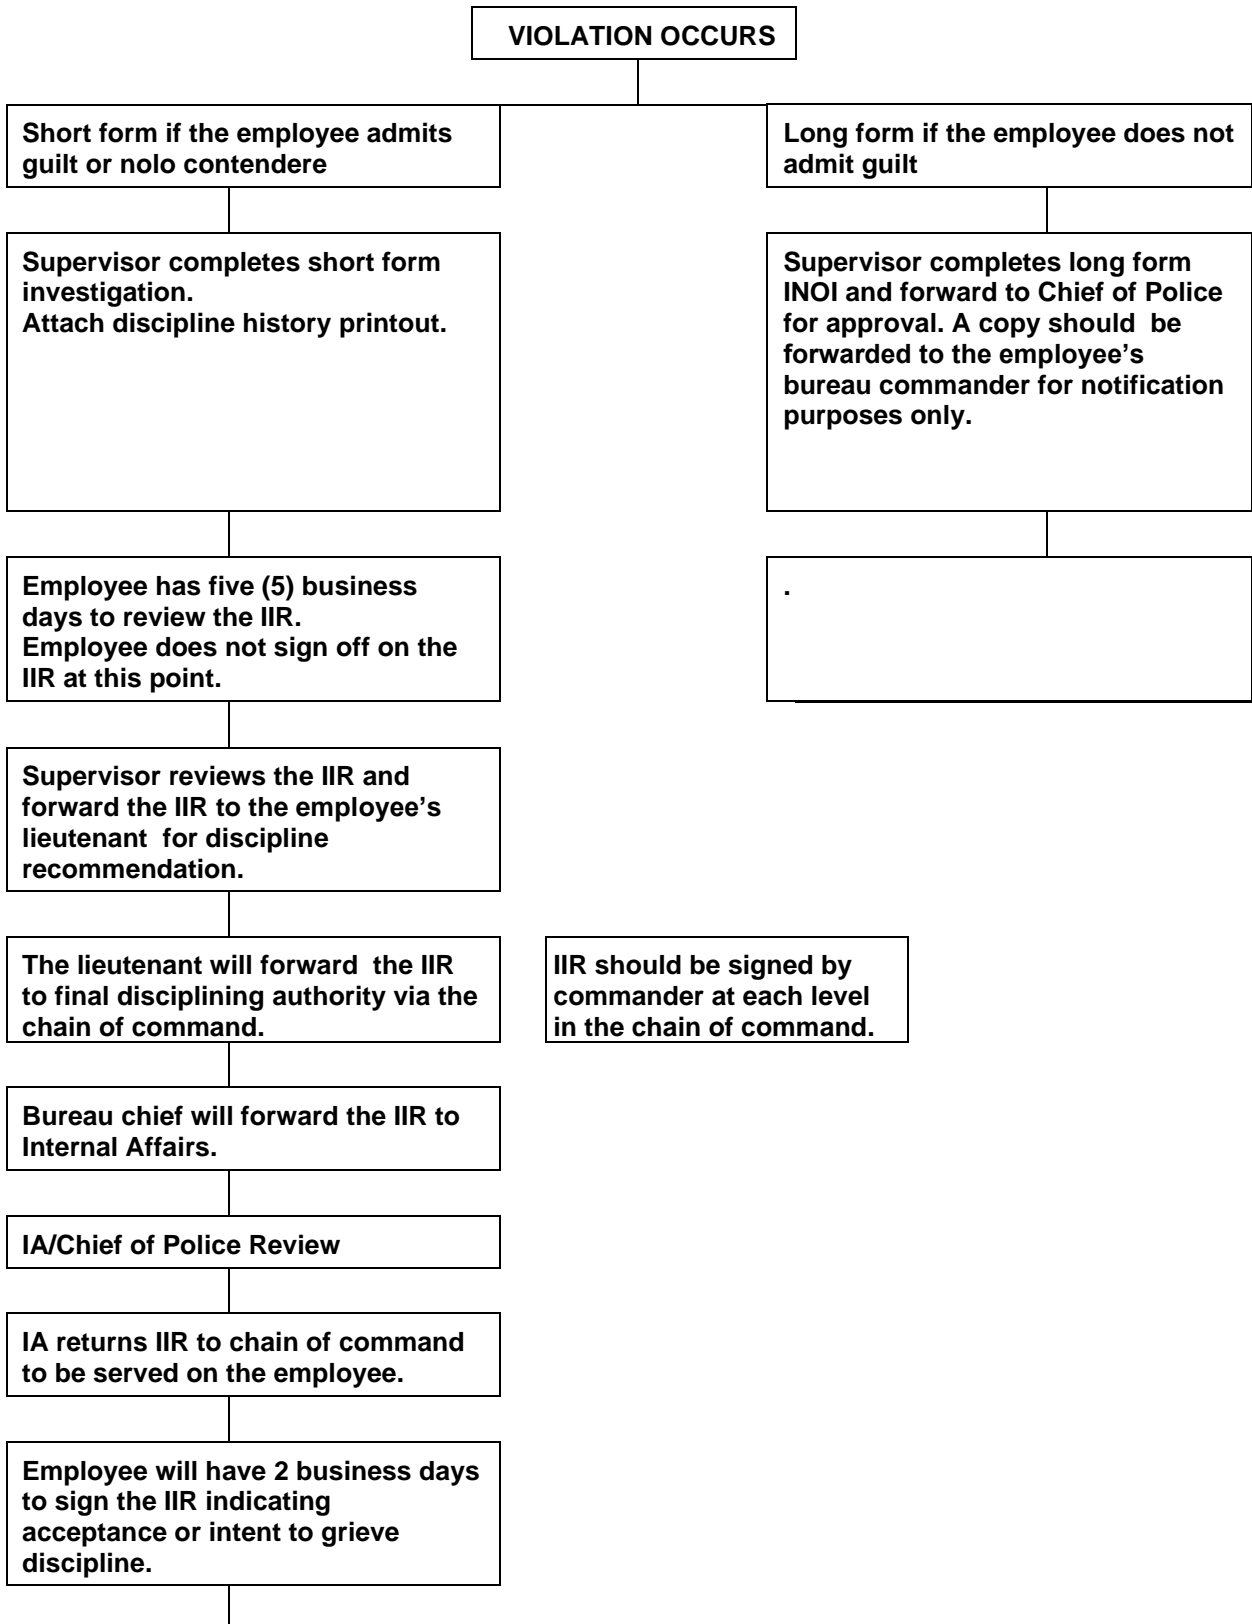 VIOLATION OCCURS
Short form if the employee admits
guilt or nolo contendere
Long form if the employee does not
admit guilt
Supervisor completes short form
investigation.
Attach discipline history printout.
Supervisor completes long form
INOI and forward to Chief of Police
for approval. A copy should be
forwarded to the employee’s
bureau commander for notification
purposes only.
Employee has five (5) business
days to review the IIR.
Employee does not sign off on the
IIR at this point.
.
Supervisor reviews the IIR and
forward the IIR to the employee’s
lieutenant for discipline
recommendation.
The lieutenant will forward the IIR
to final disciplining authority via the
chain of command.
IIR should be signed by
commander at each level
in the chain of command.
Bureau chief will forward the IIR to
Internal Affairs.
IA/Chief of Police Review
IA returns IIR to chain of command
to be served on the employee.
Employee will have 2 business days
to sign the IIR indicating
acceptance or intent to grieve
discipline.